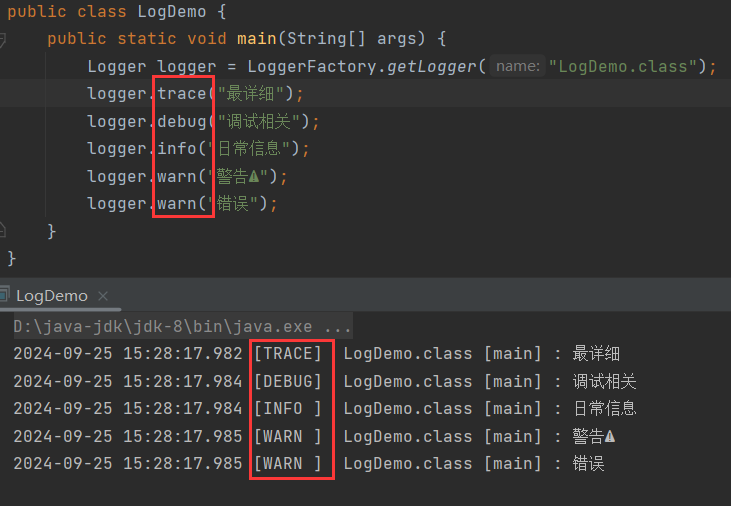 public class LogDemo {
public static void main(String[] args) {
Logger logger = LoggerFactory.getLogger( name: "LogDemo.class");
logger.trace("最详细");
logger.debug("调试相关");
logger.info("日常信息");
logger.warn("警告⚠");
logger.warn("错误");
}
}
LogDemo ×
D:\java-jdk\jdk-8\bin\java.exe ...
2024-09-25 15:28:17.982 [TRACE] LogDemo.class [main] : 最详细
2024-09-25 15:28:17.984 [DEBUG] LogDemo.class [main] : 调试相关
2024-09-25 15:28:17.984 [INFO ] LogDemo.class [main] : 日常信息
2024-09-25 15:28:17.985 [WARN ] LogDemo.class [main] : 警告⚠
2024-09-25 15:28:17.985 [WARN ] LogDemo.class [main] : 错误